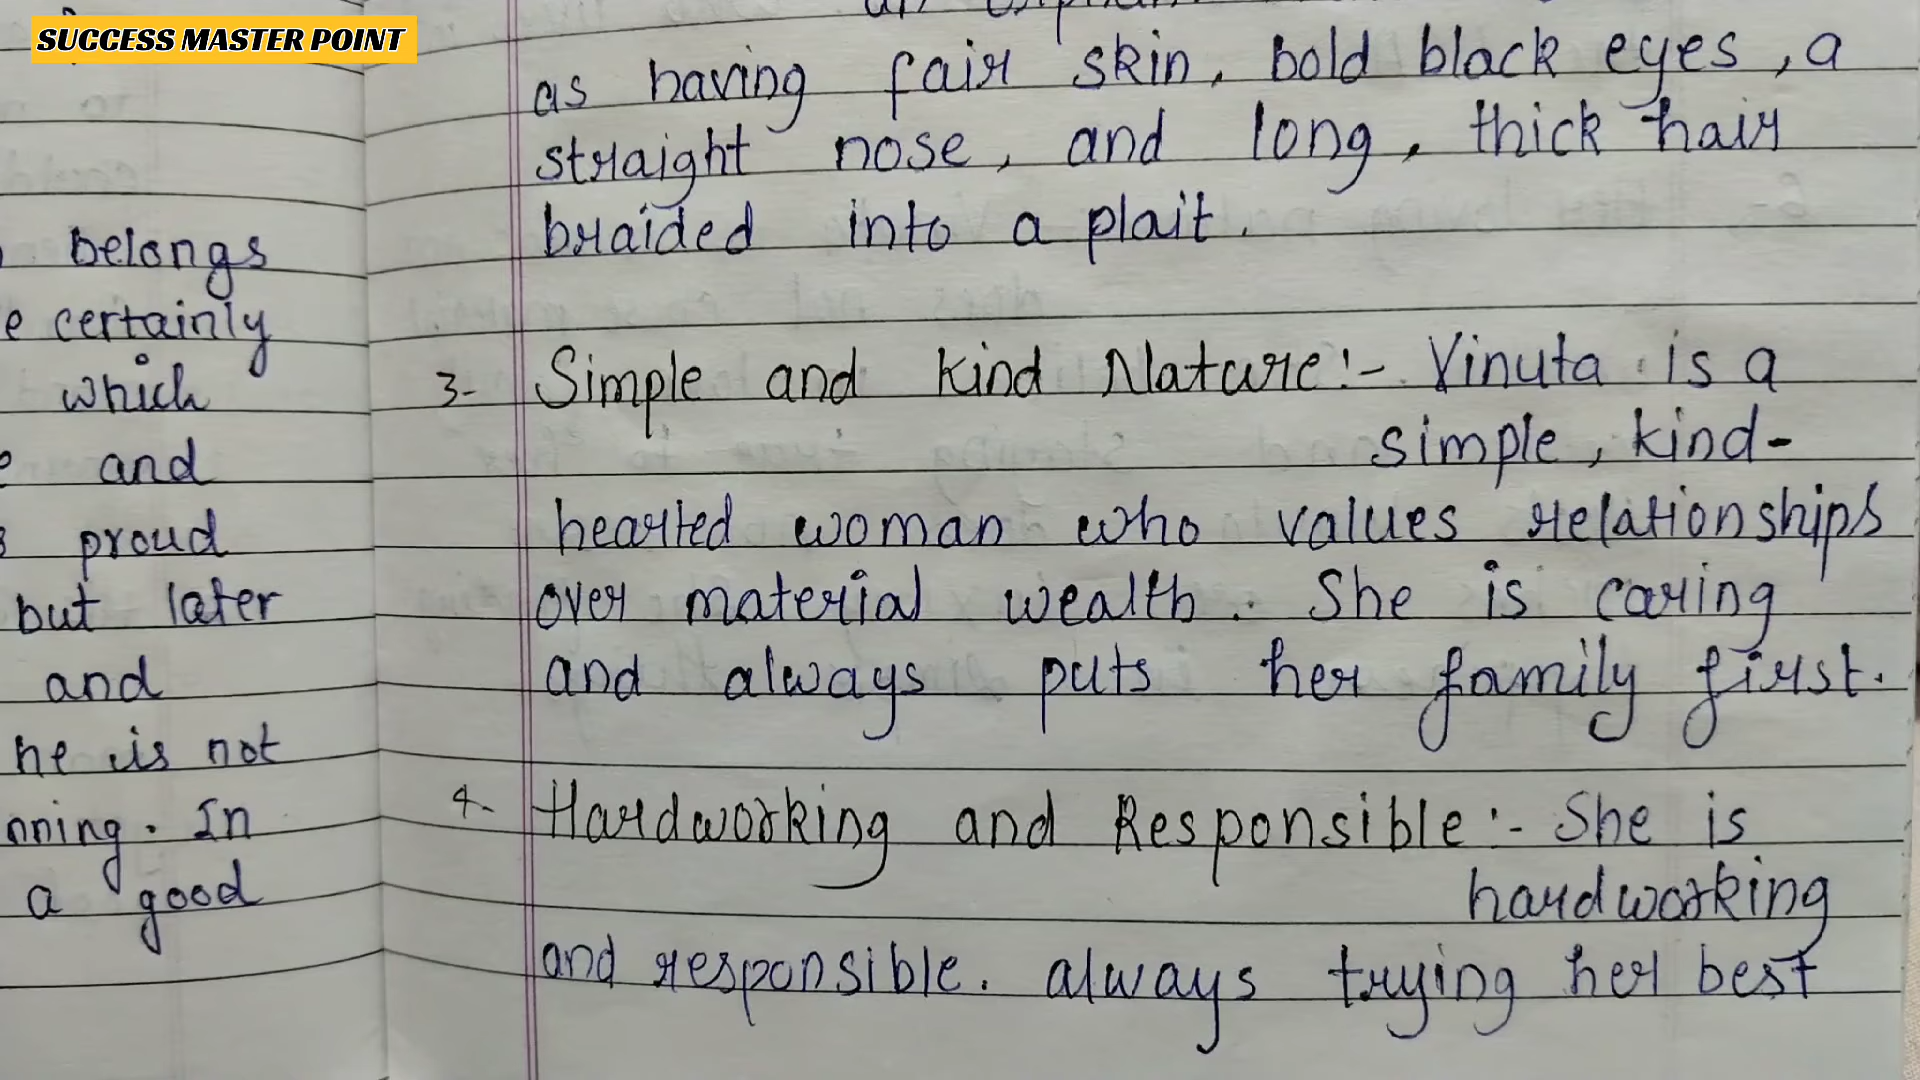 SUCCESS MASTER POINT
belongs
e certainly
which
and
proud
but later
and
he is not
nning. In
a good
an orphan
as having fair skin, bold black eyes, a
straight nose, and long, thick hair
braided into a plait.
3- Simple and Kind Nature:- Vinuta is a
simple, kind-
hearted woman who values relationships
over material wealth. She is caring
and always puts her family first.
4- Hardworking and Responsible:- She is
hardworking
and responsible. always trying her best